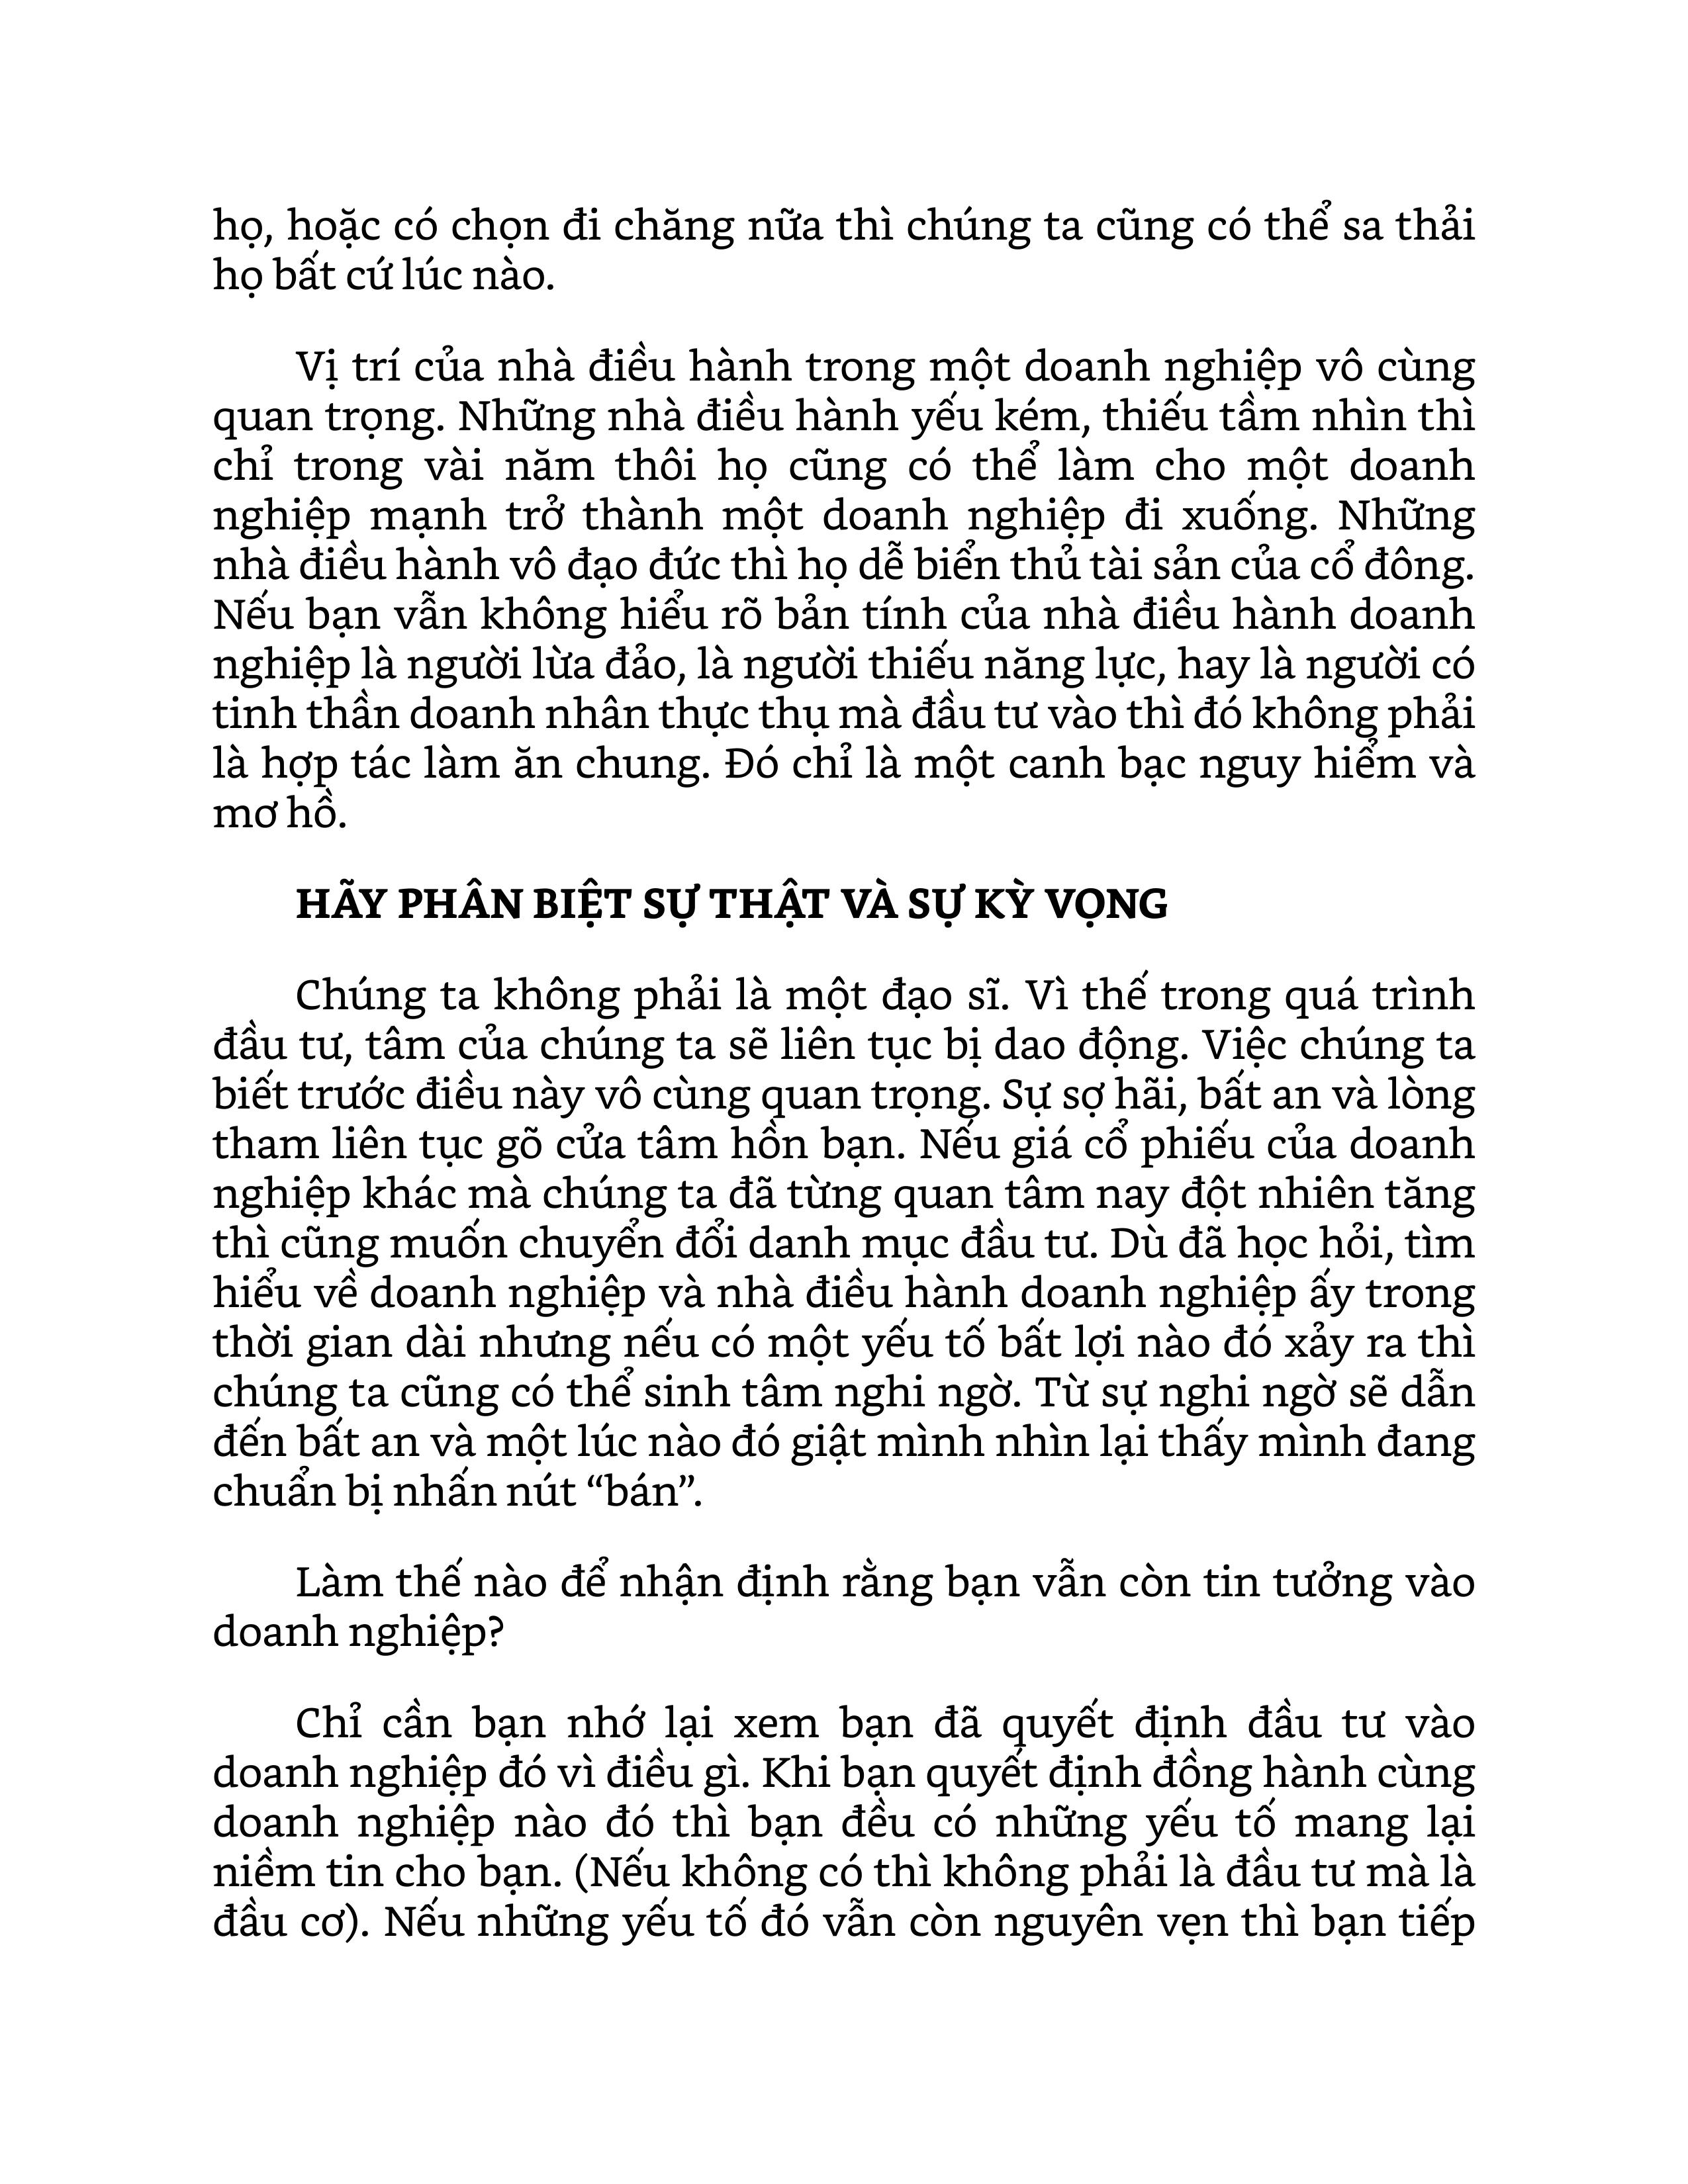 họ, hoặc có chọn đi chăng nữa thì chúng ta cũng có thể sa thải
họ bất cứ lúc nào.
Vị trí của nhà điều hành trong một doanh nghiệp vô cùng
quan trọng. Những nhà điều hành yếu kém, thiếu tầm nhìn thì
chỉ trong vài năm thôi họ cũng có thể làm cho một doanh
nghiệp mạnh trở thành một doanh nghiệp đi xuống. Những
nhà điều hành vô đạo đức thì họ dễ biển thủ tài sản của cổ đông.
Nếu bạn vẫn không hiểu rõ bản tính của nhà điều hành doanh
nghiệp là người lừa đảo, là người thiếu năng lực, hay là người có
tinh thần doanh nhân thực thụ mà đầu tư vào thì đó không phải
là hợp tác làm ăn chung. Đó chỉ là một canh bạc nguy hiểm và
mơ hồ.
HÃY PHÂN BIỆT SỰ THẬT VÀ SỰ KỲ VỌNG
Chúng ta không phải là một đạo sĩ. Vì thế trong quá trình
đầu tư, tâm của chúng ta sẽ liên tục bị dao động. Việc chúng ta
biết trước điều này vô cùng quan trọng. Sự sợ hãi, bất an và lòng
tham liên tục gõ cửa tâm hồn bạn. Nếu giá cổ phiếu của doanh
nghiệp khác mà chúng ta đã từng quan tâm nay đột nhiên tăng
thì cũng muốn chuyển đổi danh mục đầu tư. Dù đã học hỏi, tìm
hiểu về doanh nghiệp và nhà điều hành doanh nghiệp ấy trong
thời gian dài nhưng nếu có một yếu tố bất lợi nào đó xảy ra thì
chúng ta cũng có thể sinh tâm nghi ngờ. Từ sự nghi ngờ sẽ dẫn
đến bất an và một lúc nào đó giật mình nhìn lại thấy mình đang
chuẩn bị nhấn nút “bán”.
Làm thế nào để nhận định rằng bạn vẫn còn tin tưởng vào
doanh nghiệp?
Chỉ cần bạn nhớ lại xem bạn đã quyết định đầu tư vào
doanh nghiệp đó vì điều gì. Khi bạn quyết định đồng hành cùng
doanh nghiệp nào đó thì bạn đều có những yếu tố mang lại
niềm tin cho bạn. (Nếu không có thì không phải là đầu tư mà là
đầu cơ). Nếu những yếu tố đó vẫn còn nguyên vẹn thì bạn tiếp